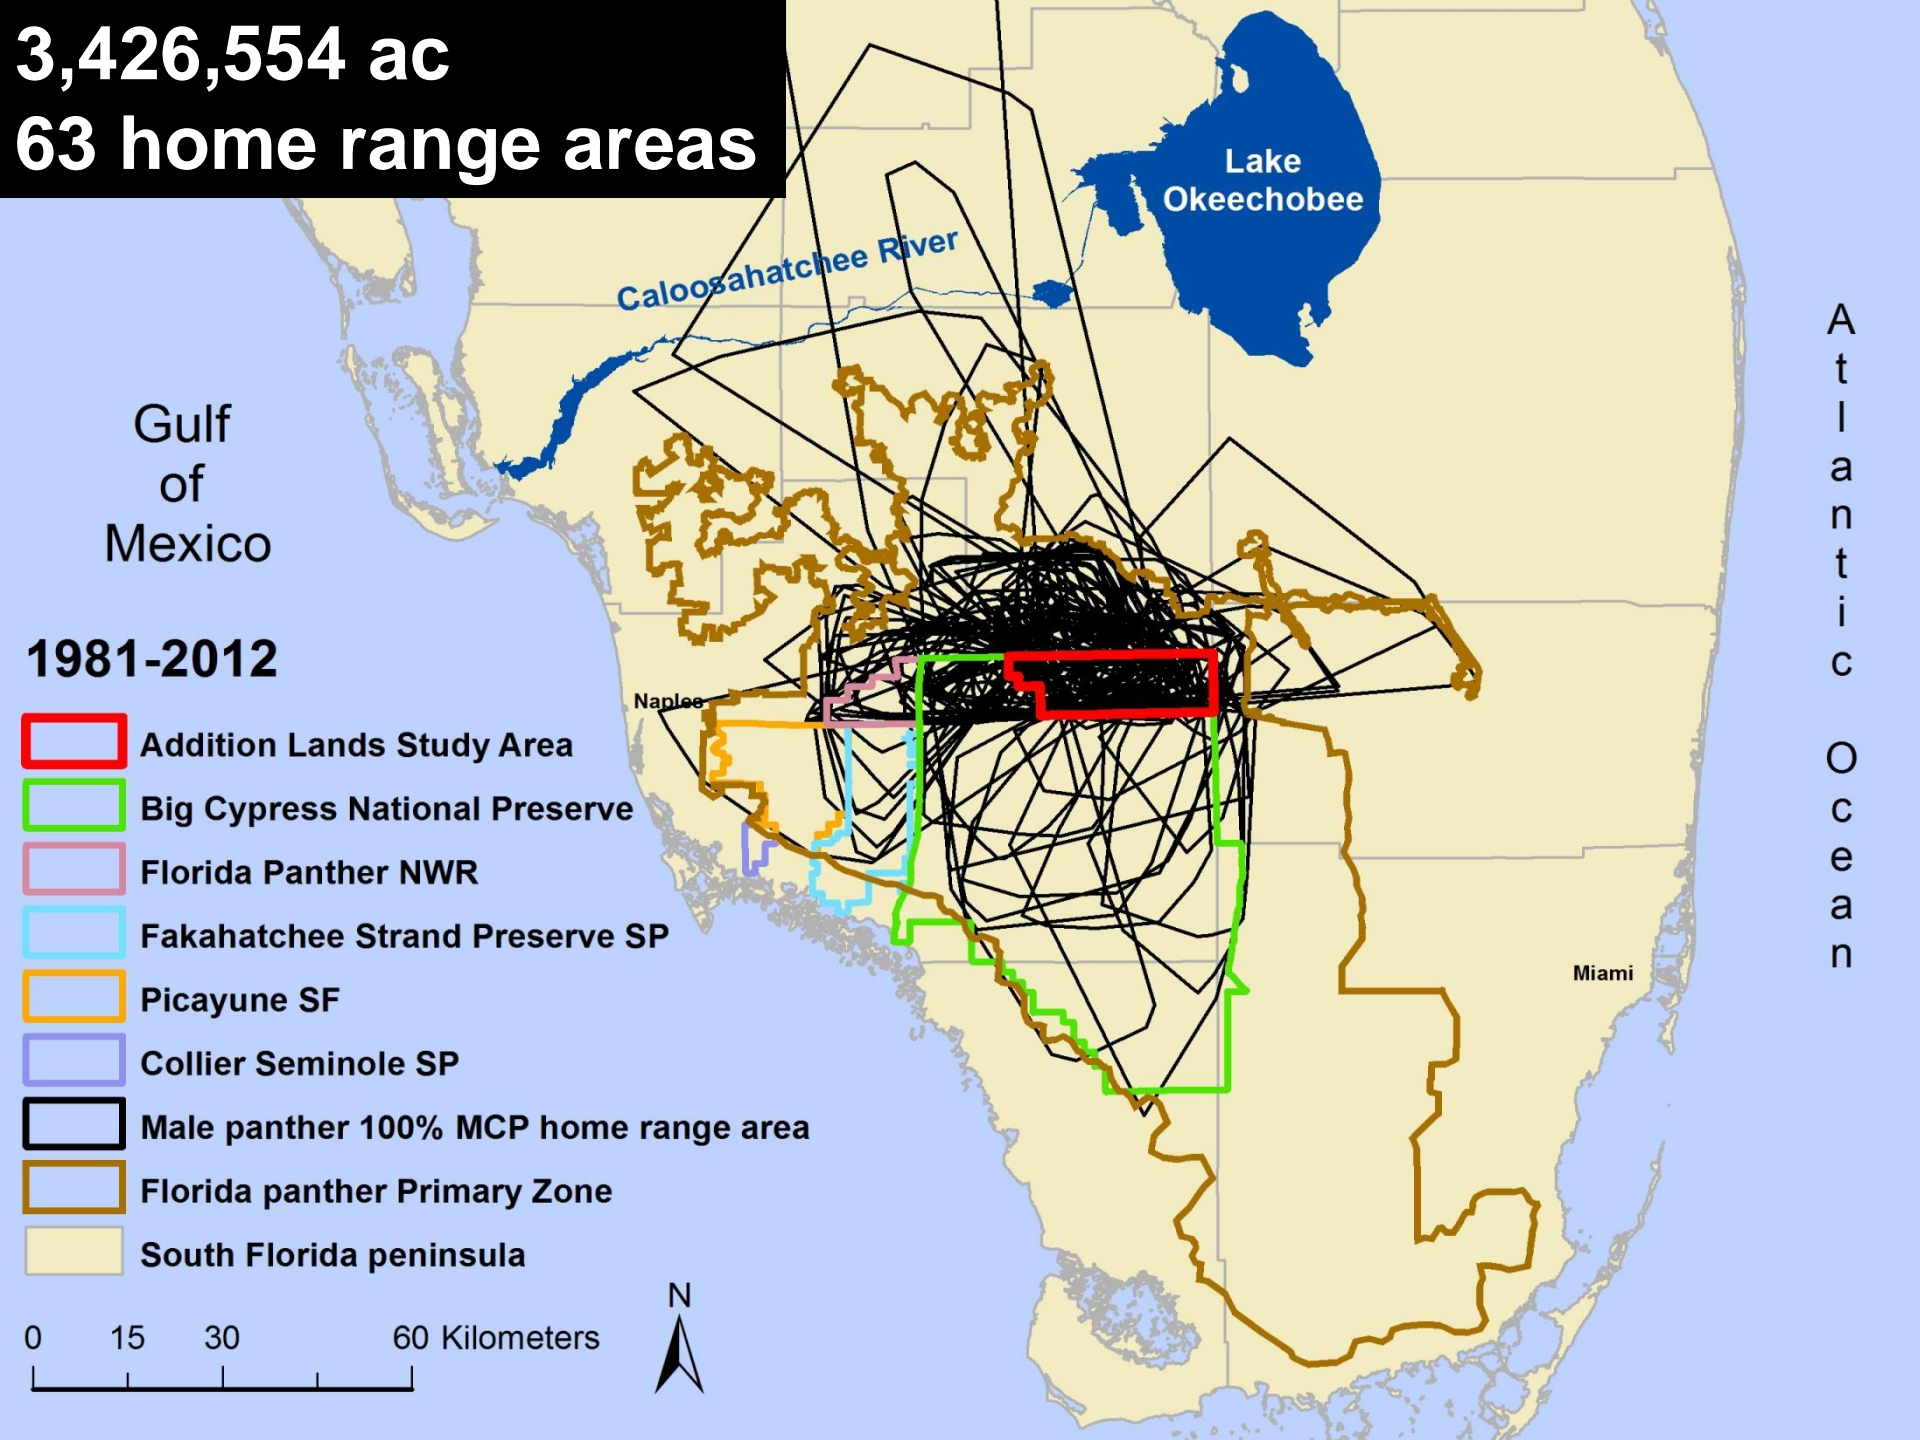 3,426,554 ac
63 home range areas
Lake
Okeechobee
Caloosahatchee River
Gulf
of
Mexico
Atlantic Ocean
1981-2012
Naples
Addition Lands Study Area
Big Cypress National Preserve
Florida Panther NWR
Fakahatchee Strand Preserve SP
Picayune SF
Miami
Collier Seminole SP
Male panther 100% MCP home range area
Florida panther Primary Zone
South Florida peninsula
N
0 15 30 60 Kilometers